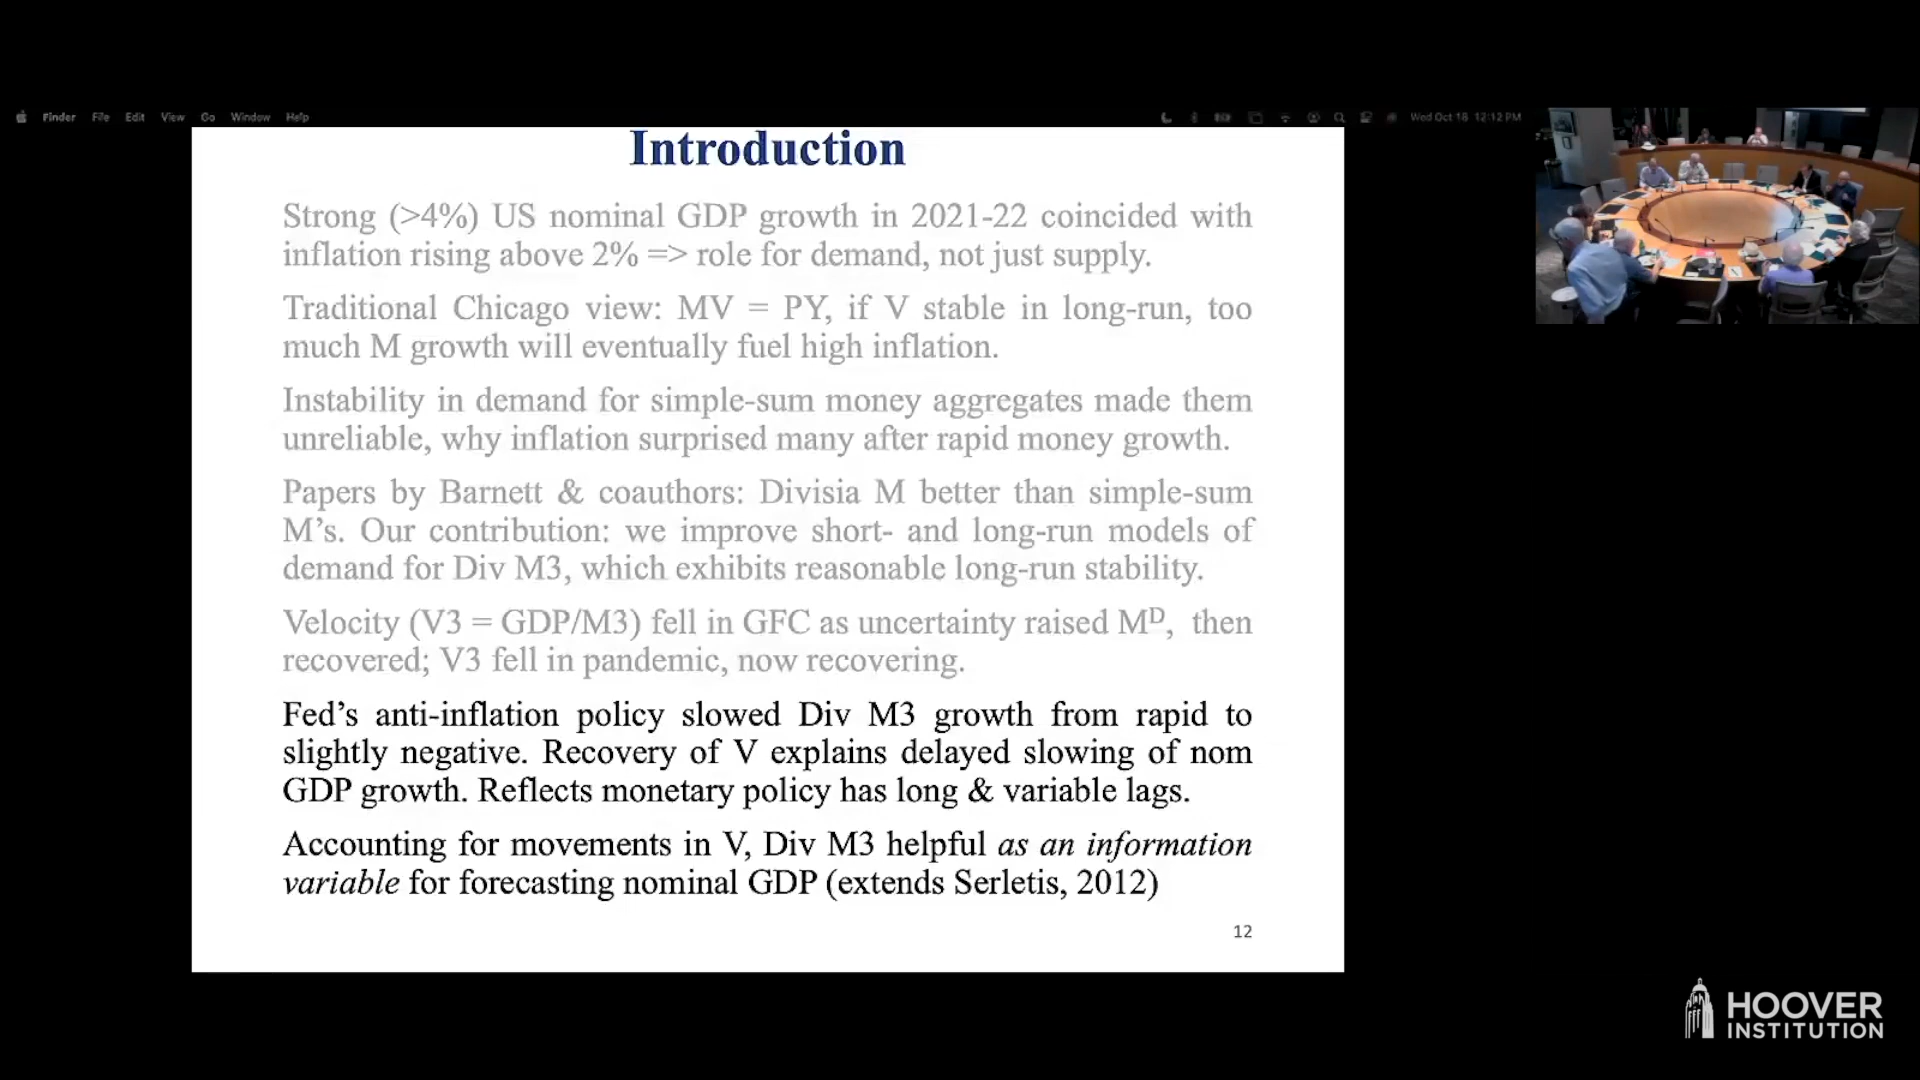 Finder File Edit View Go Window Help
Wed Oct 18 12:12 PM
Introduction
Strong (>4%) US nominal GDP growth in 2021-22 coincided with
inflation rising above 2% => role for demand, not just supply.
Traditional Chicago view: MV = PY, if V stable in long-run, too
much M growth will eventually fuel high inflation.
Instability in demand for simple-sum money aggregates made them
unreliable, why inflation surprised many after rapid money growth.
Papers by Barnett & coauthors: Divisia M better than simple-sum
M’s. Our contribution: we improve short- and long-run models of
demand for Div M3, which exhibits reasonable long-run stability.
Velocity (V3 = GDP/M3) fell in GFC as uncertainty raised Mᴰ, then
recovered; V3 fell in pandemic, now recovering.
Fed’s anti-inflation policy slowed Div M3 growth from rapid to
slightly negative. Recovery of V explains delayed slowing of nom
GDP growth. Reflects monetary policy has long & variable lags.
Accounting for movements in V, Div M3 helpful as an information
variable for forecasting nominal GDP (extends Serletis, 2012)
12
HOOVER
INSTITUTION